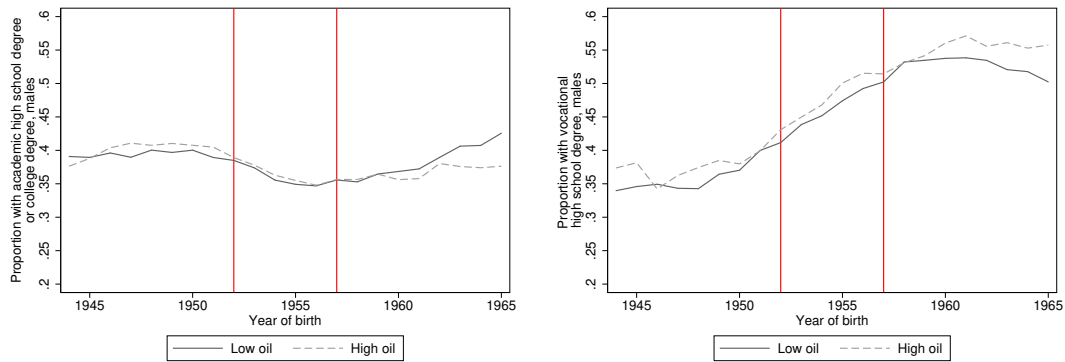 Proportion with academic high school degree
or college degree, males
.6
.55
.5
.45
.4
.35
.3
.25
.2
1945
1950
1955
1960
1965
Year of birth
Low oil
High oil
Proportion with vocational
high school degree, males
.6
.55
.5
.45
.4
.35
.3
.25
.2
1945
1950
1955
1960
1965
Year of birth
Low oil
High oil